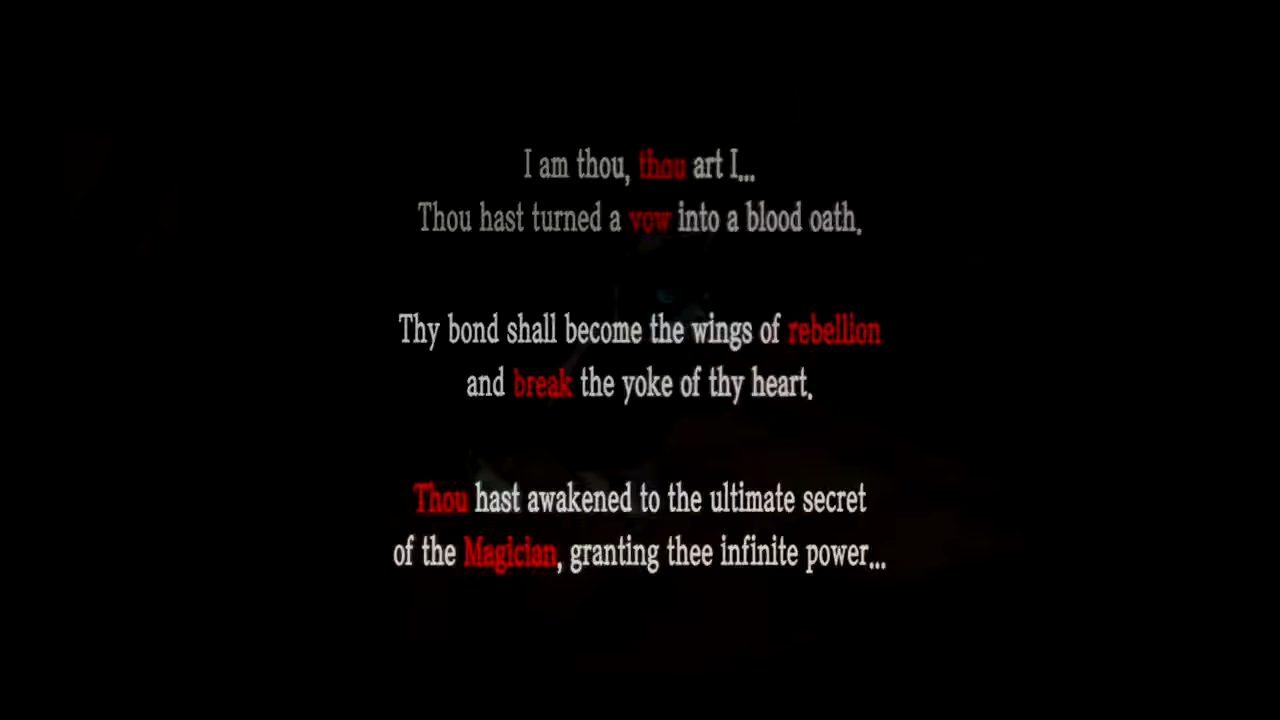 I am thou, thou art I...
Thou hast turned a vow into a blood oath.
Thy bond shall become the wings of rebellion
and break the yoke of thy heart.
Thou hast awakened to the ultimate secret
of the Magician, granting thee infinite power...